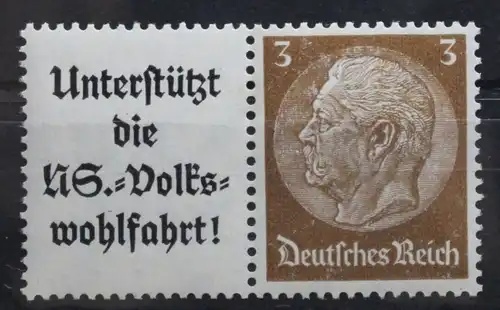 Unterstützt
die
NS.=Volks=
wohlfahrt!
3 3
Deutsches Reich